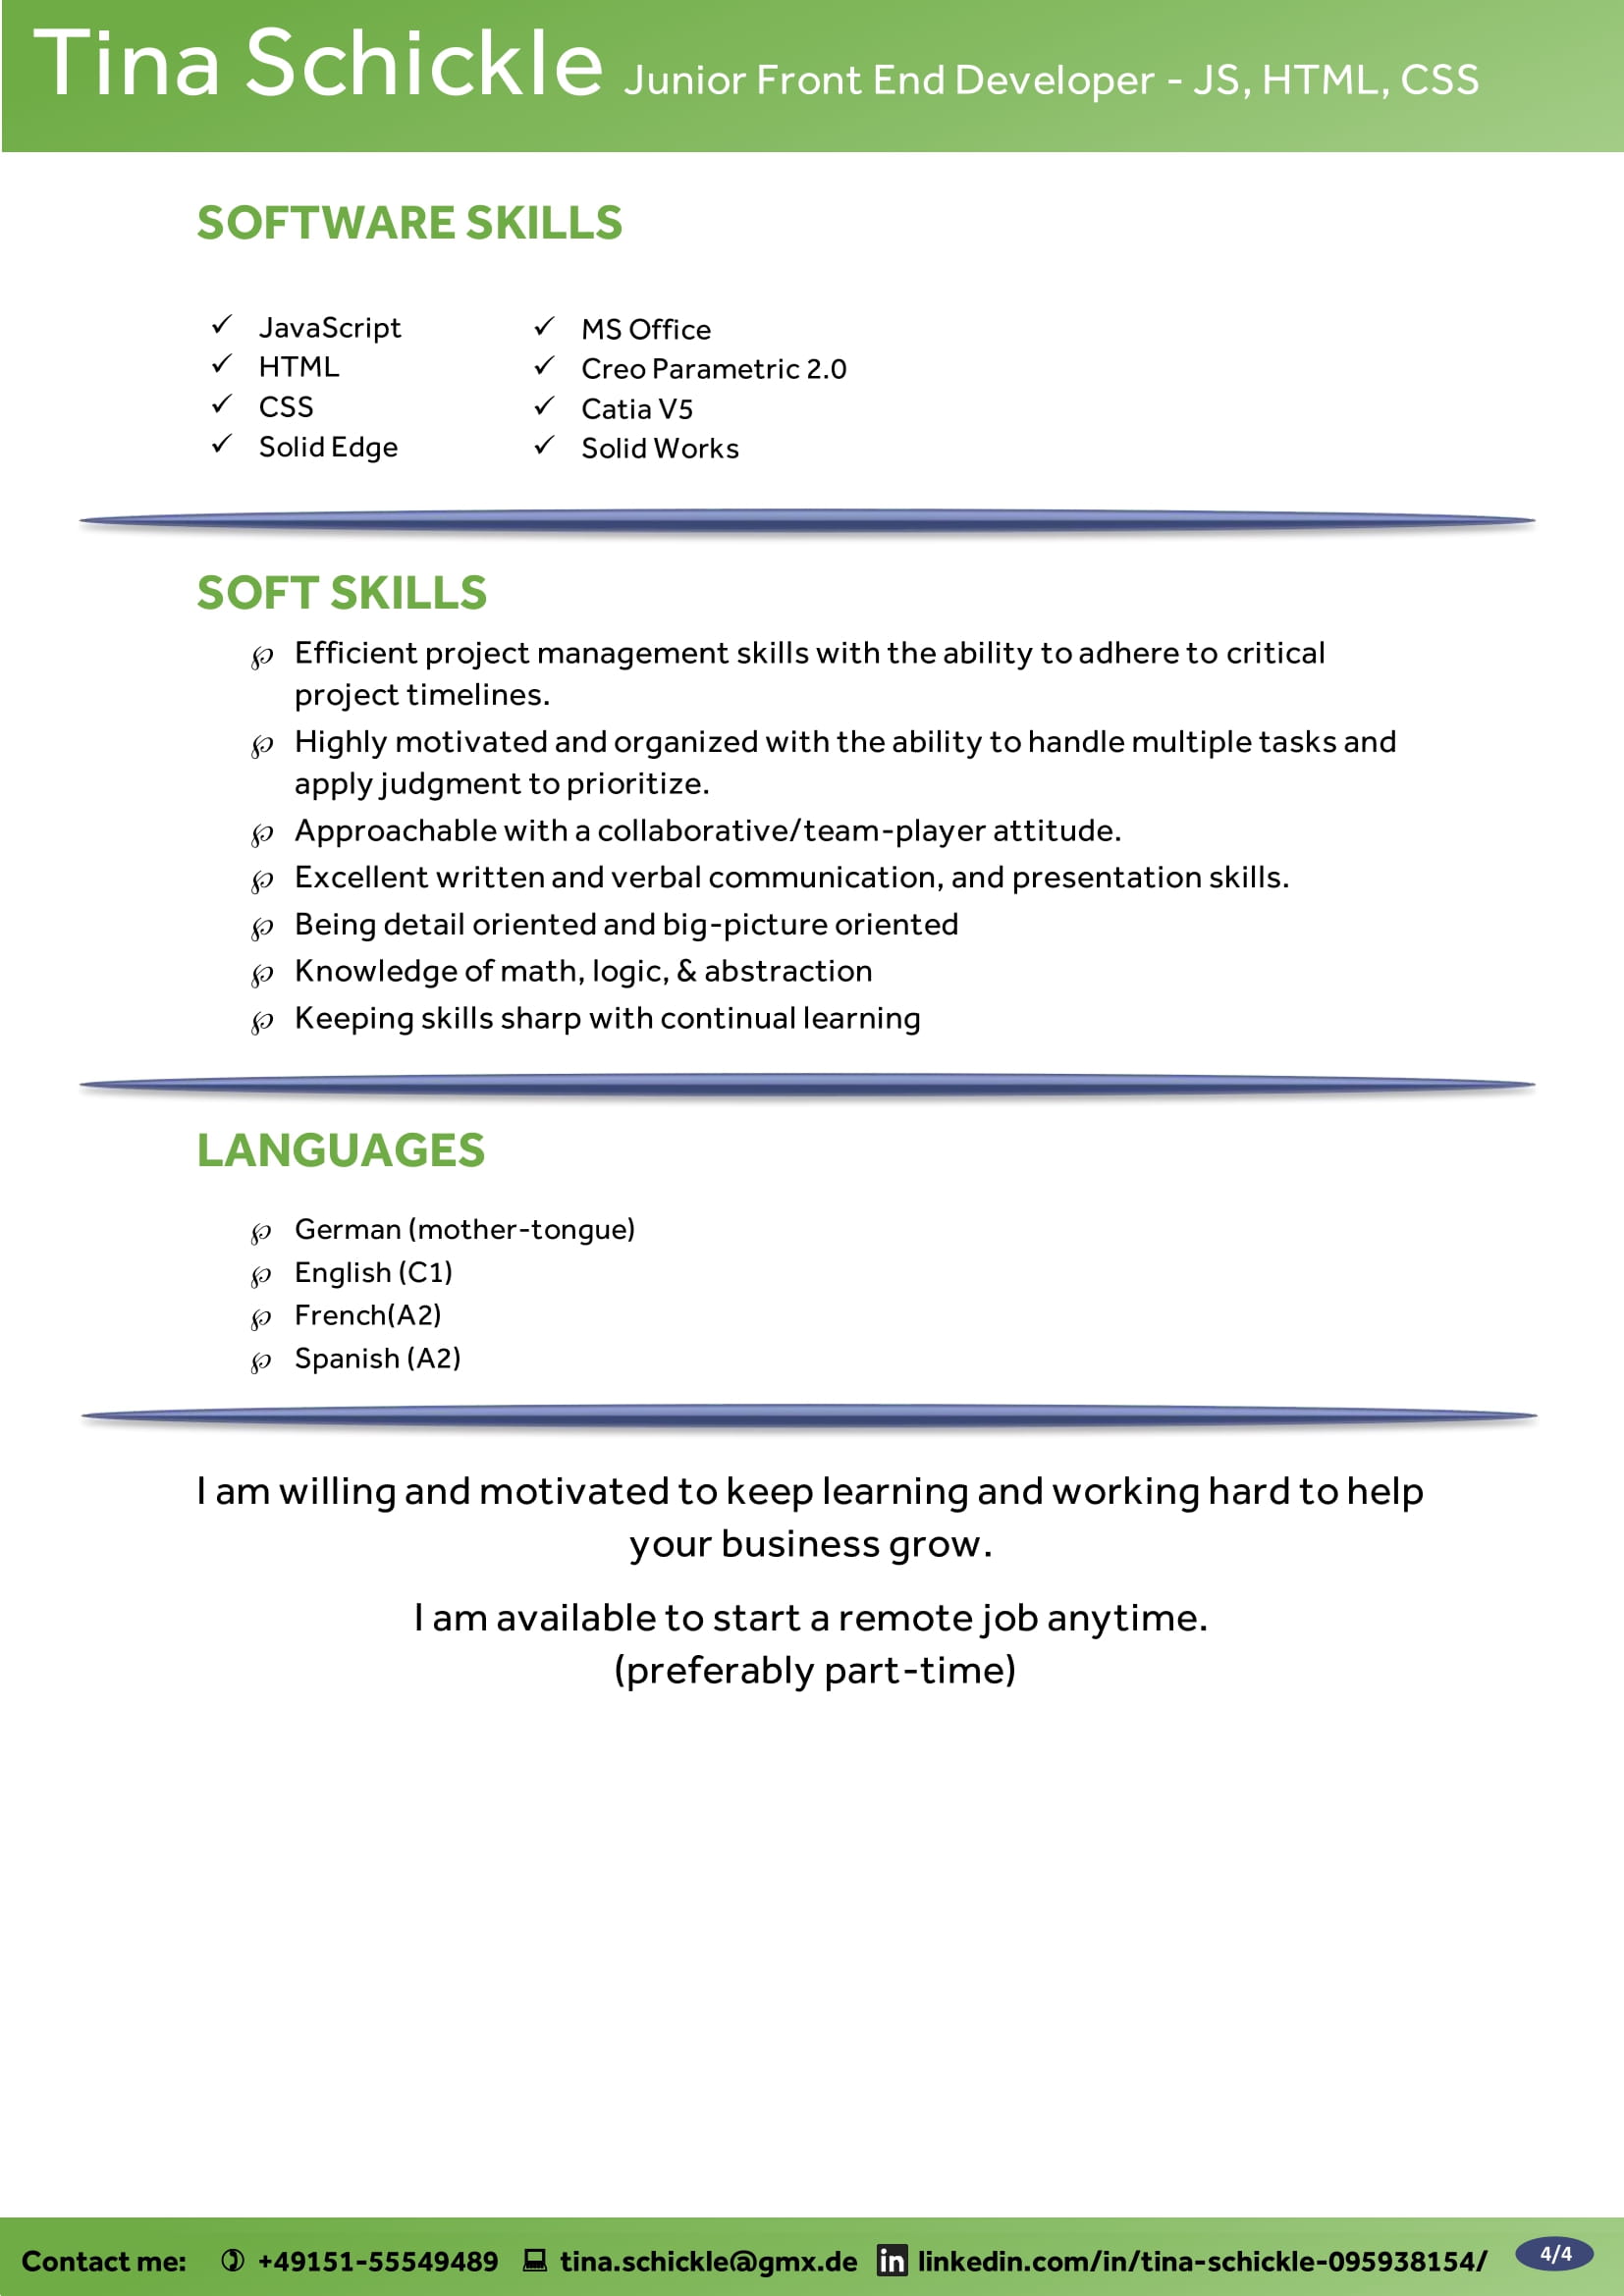 Tina Schickle Junior Front End Developer - JS, HTML, CSS
SOFTWARE SKILLS
✓ JavaScript
✓ HTML
✓ CSS
✓ Solid Edge
✓ MS Office
✓ Creo Parametric 2.0
✓ Catia V5
✓ Solid Works
SOFT SKILLS
℘ Efficient project management skills with the ability to adhere to critical
project timelines.
℘ Highly motivated and organized with the ability to handle multiple tasks and
apply judgment to prioritize.
℘ Approachable with a collaborative/team-player attitude.
℘ Excellent written and verbal communication, and presentation skills.
℘ Being detail oriented and big-picture oriented
℘ Knowledge of math, logic, & abstraction
℘ Keeping skills sharp with continual learning
LANGUAGES
℘ German (mother-tongue)
℘ English (C1)
℘ French(A2)
℘ Spanish (A2)
I am willing and motivated to keep learning and working hard to help
your business grow.
I am available to start a remote job anytime.
(preferably part-time)
Contact me: +49151-55549489 tina.schickle@gmx.de in linkedin.com/in/tina-schickle-095938154/ 4/4